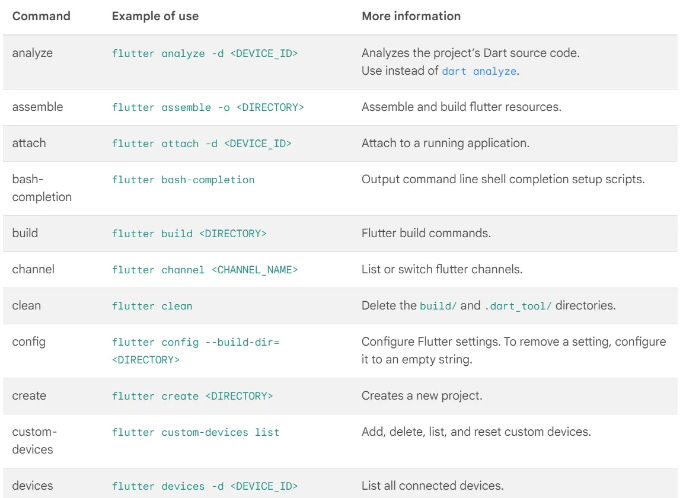 Command Example of use More information
analyze flutter analyze -d <DEVICE_ID> Analyzes the project's Dart source code.
Use instead of dart analyze.
assemble flutter assemble -o <DIRECTORY> Assemble and build flutter resources.
attach flutter attach -d <DEVICE_ID> Attach to a running application.
bash- flutter bash-completion Output command line shell completion setup scripts.
completion
build flutter build <DIRECTORY> Flutter build commands.
channel flutter channel <CHANNEL_NAME> List or switch flutter channels.
clean flutter clean Delete the build/ and .dart_tool/ directories.
config flutter config --build-dir= Configure Flutter settings. To remove a setting, configure
<DIRECTORY> it to an empty string.
create flutter create <DIRECTORY> Creates a new project.
custom- flutter custom-devices list Add, delete, list, and reset custom devices.
devices
devices flutter devices -d <DEVICE_ID> List all connected devices.